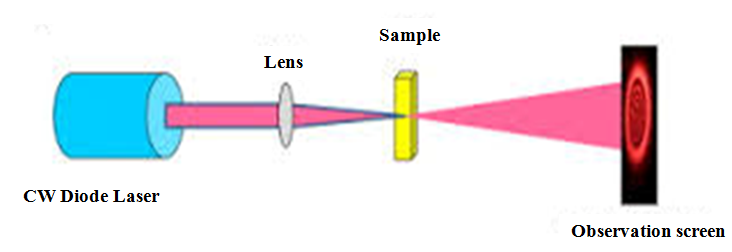 Sample
Lens
CW Diode Laser
Observation screen